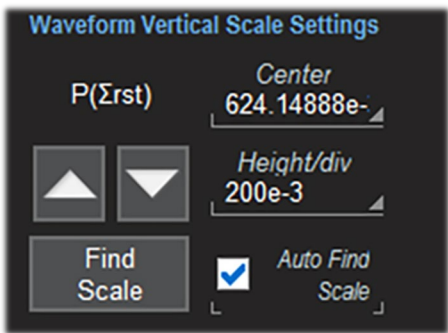 Waveform Vertical Scale Settings
P(Σrst)
Center
624.14888e-
Height/div
200e-3
Find
Scale
Auto Find
Scale